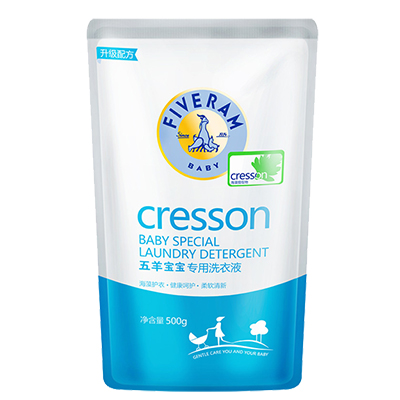 升级配方
FIVERAM
BABY
cresson
cresson
BABY SPECIAL
LAUNDRY DETERGENT
五羊宝宝专用洗衣液
海藻护衣·健康呵护·柔软清新
净含量 500g
GENTLE CARE YOU AND YOUR BABY